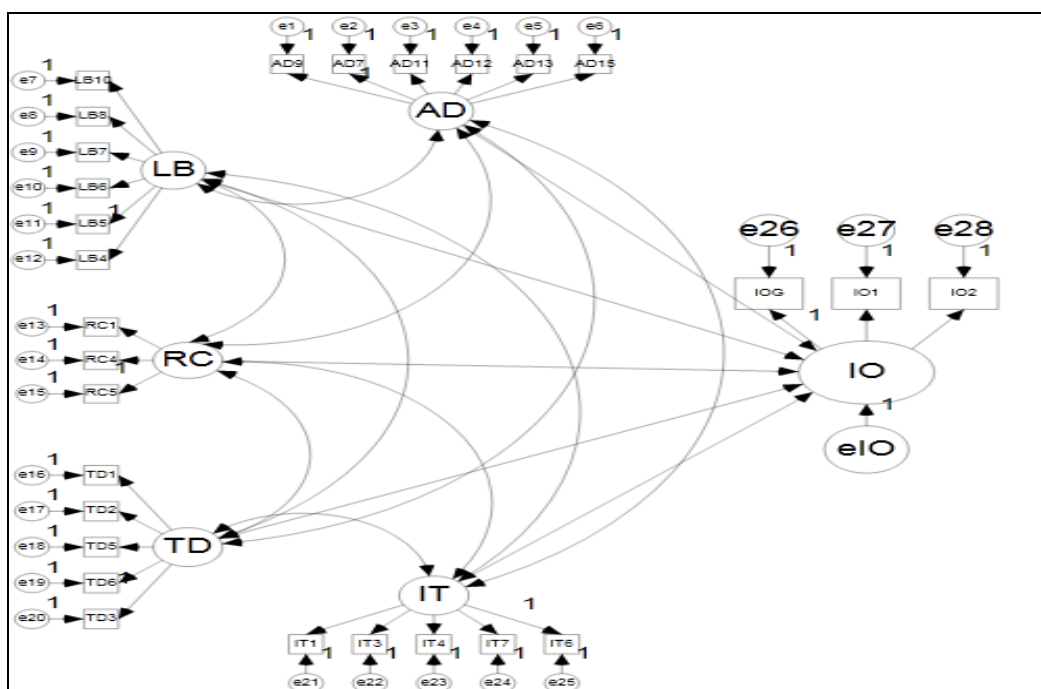 e1 1 e2 1 e3 1 e4 1 e5 1 e6 1
AD9 AD7 1 AD11 AD12 AD13 AD15
AD
1 e7 LB10
1 e8 LB8
1 e9 LB7
1 e10 LB6
1 e11 LB5 1
1 e12 LB4
LB
e26 e27 e28
1 1 1
IOG IO1 IO2
1
IO
1
eIO
1 e13 RC1
1 e14 RC4
1 e15 RC5 1
RC
1 e16 TD1
1 e17 TD2
1 e18 TD5
1 e19 TD6
1 e20 TD3
TD
IT
1
IT1 IT3 IT4 IT7 IT6
1 1 1 1 1
e21 e22 e23 e24 e25